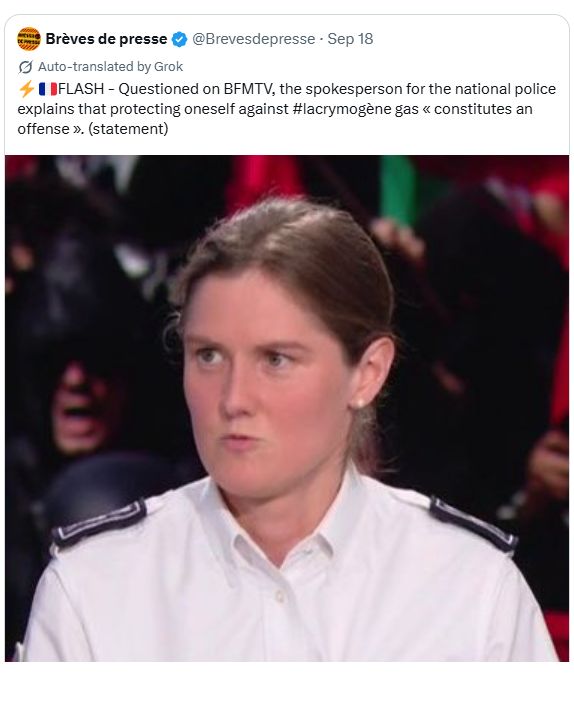 Brèves de presse @Brevesdepresse · Sep 18
Auto-translated by Grok
⚡🇫🇷FLASH - Questioned on BFMTV, the spokesperson for the national police
explains that protecting oneself against #lacrymogène gas « constitutes an
offense ». (statement)